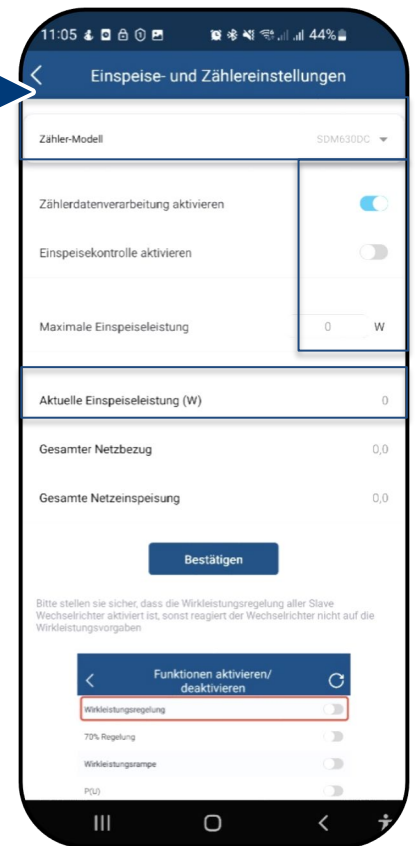 11:05 44%
Einspeise- und Zählereinstellungen
Zähler-Modell SDM630DC
Zählerdatenverarbeitung aktivieren
Einspeisekontrolle aktivieren
Maximale Einspeiseleistung 0 W
Aktuelle Einspeiseleistung (W) 0
Gesamter Netzbezug 0,0
Gesamte Netzeinspeisung 0,0
Bestätigen
Bitte stellen sie sicher, dass die Wirkleistungsregelung aller Slave
Wechselrichter aktiviert ist, sonst reagiert der Wechselrichter nicht auf die
Wirkleistungsvorgaben
Funktionen aktivieren/
deaktivieren
Wirkleistungsregelung
70% Regelung
Wirkleistungsrampe
P(U)